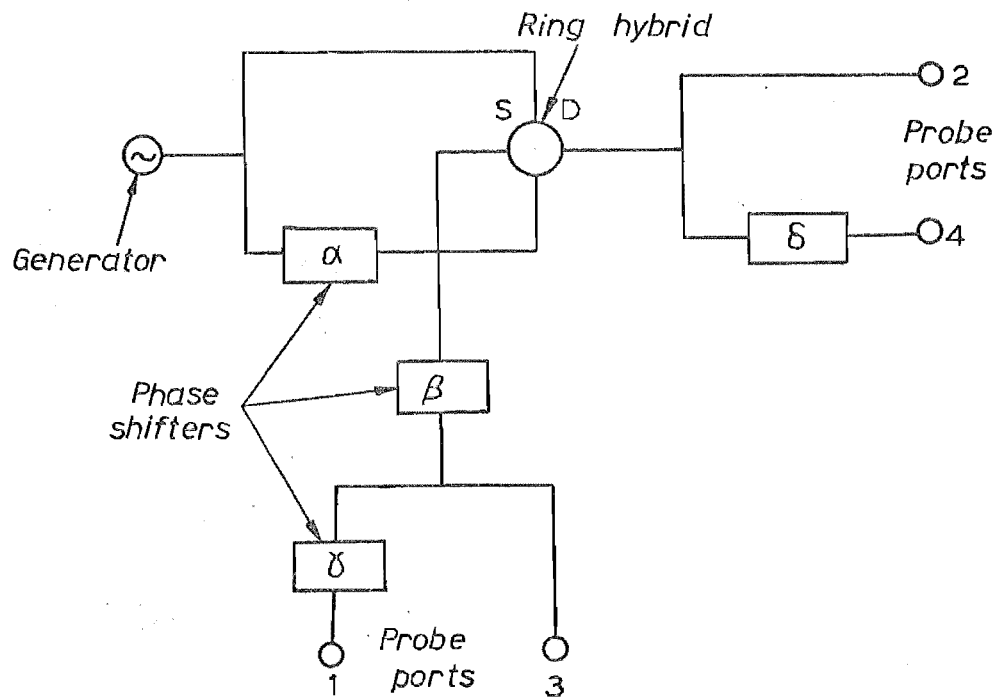 Ring hybrid
S D
2
Probe
ports
~
Generator
α
δ
4
Phase
shifters
β
γ
Probe
ports
1
3